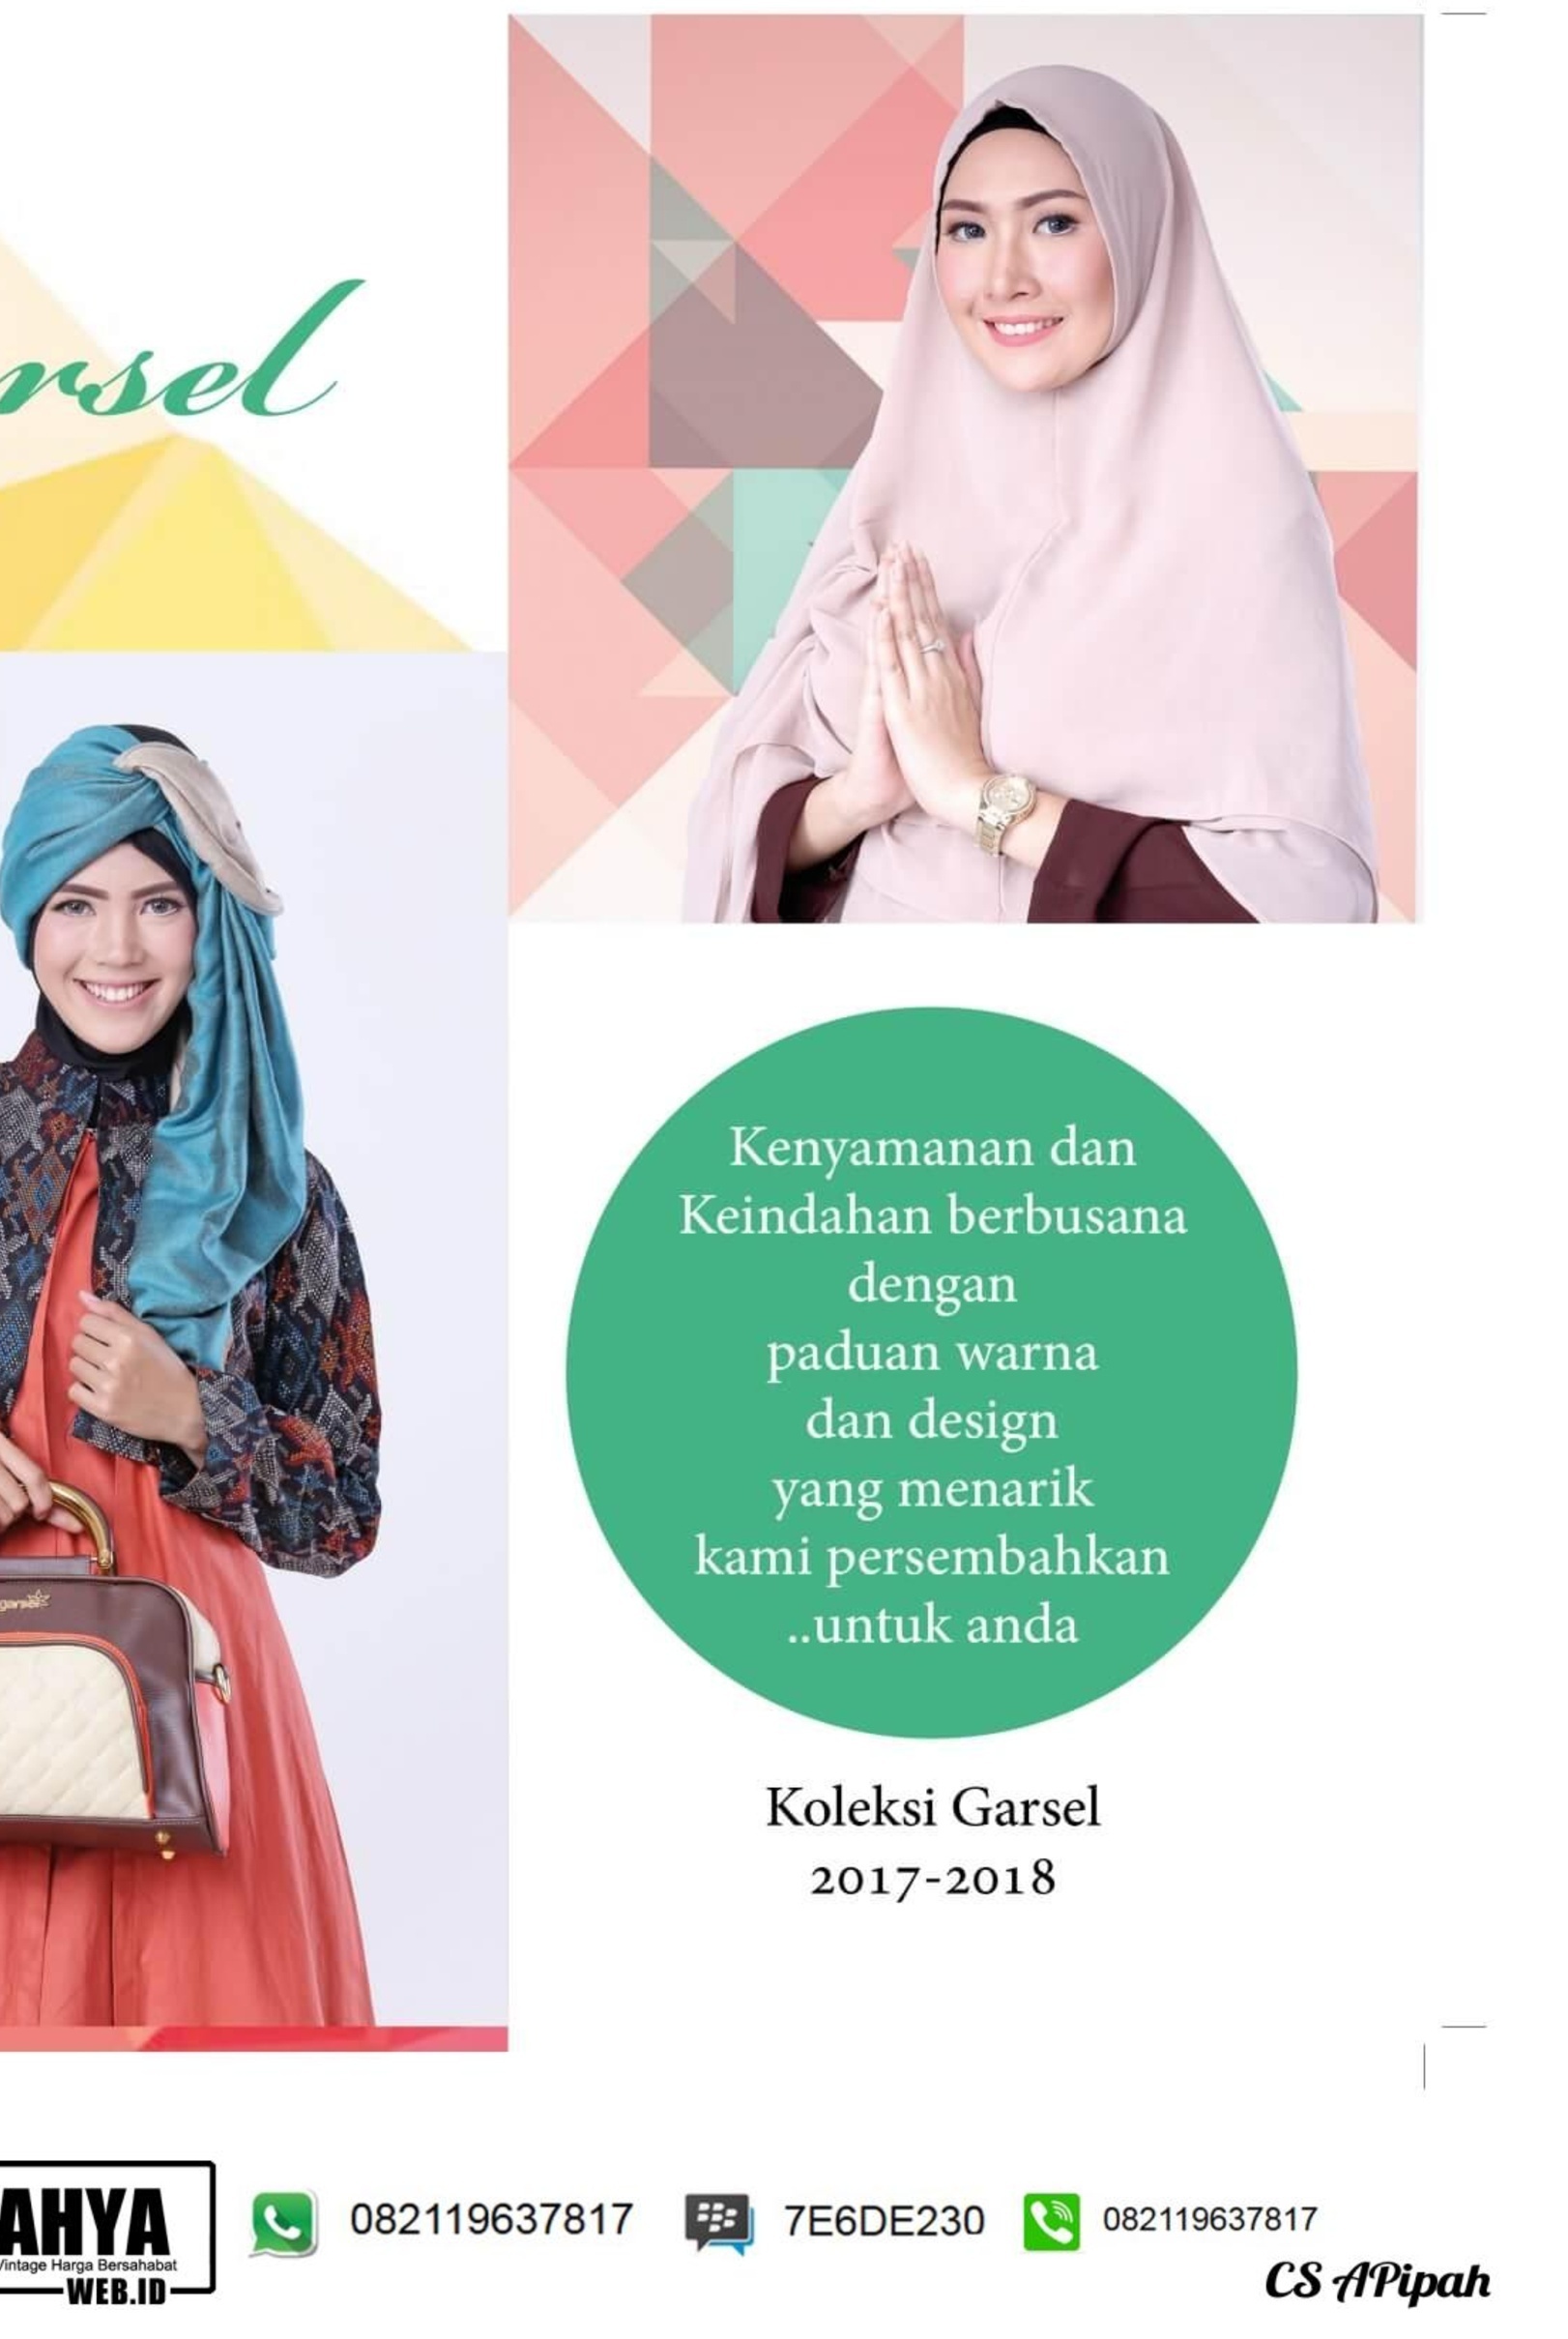 rsel
Kenyamanan dan
Keindahan berbusana
dengan
paduan warna
dan design
yang menarik
kami persembahkan
..untuk anda
garsel
Koleksi Garsel
2017-2018
AHYA
Vintage Harga Bersahabat
WEB.ID
082119637817
7E6DE230
082119637817
CS APipah